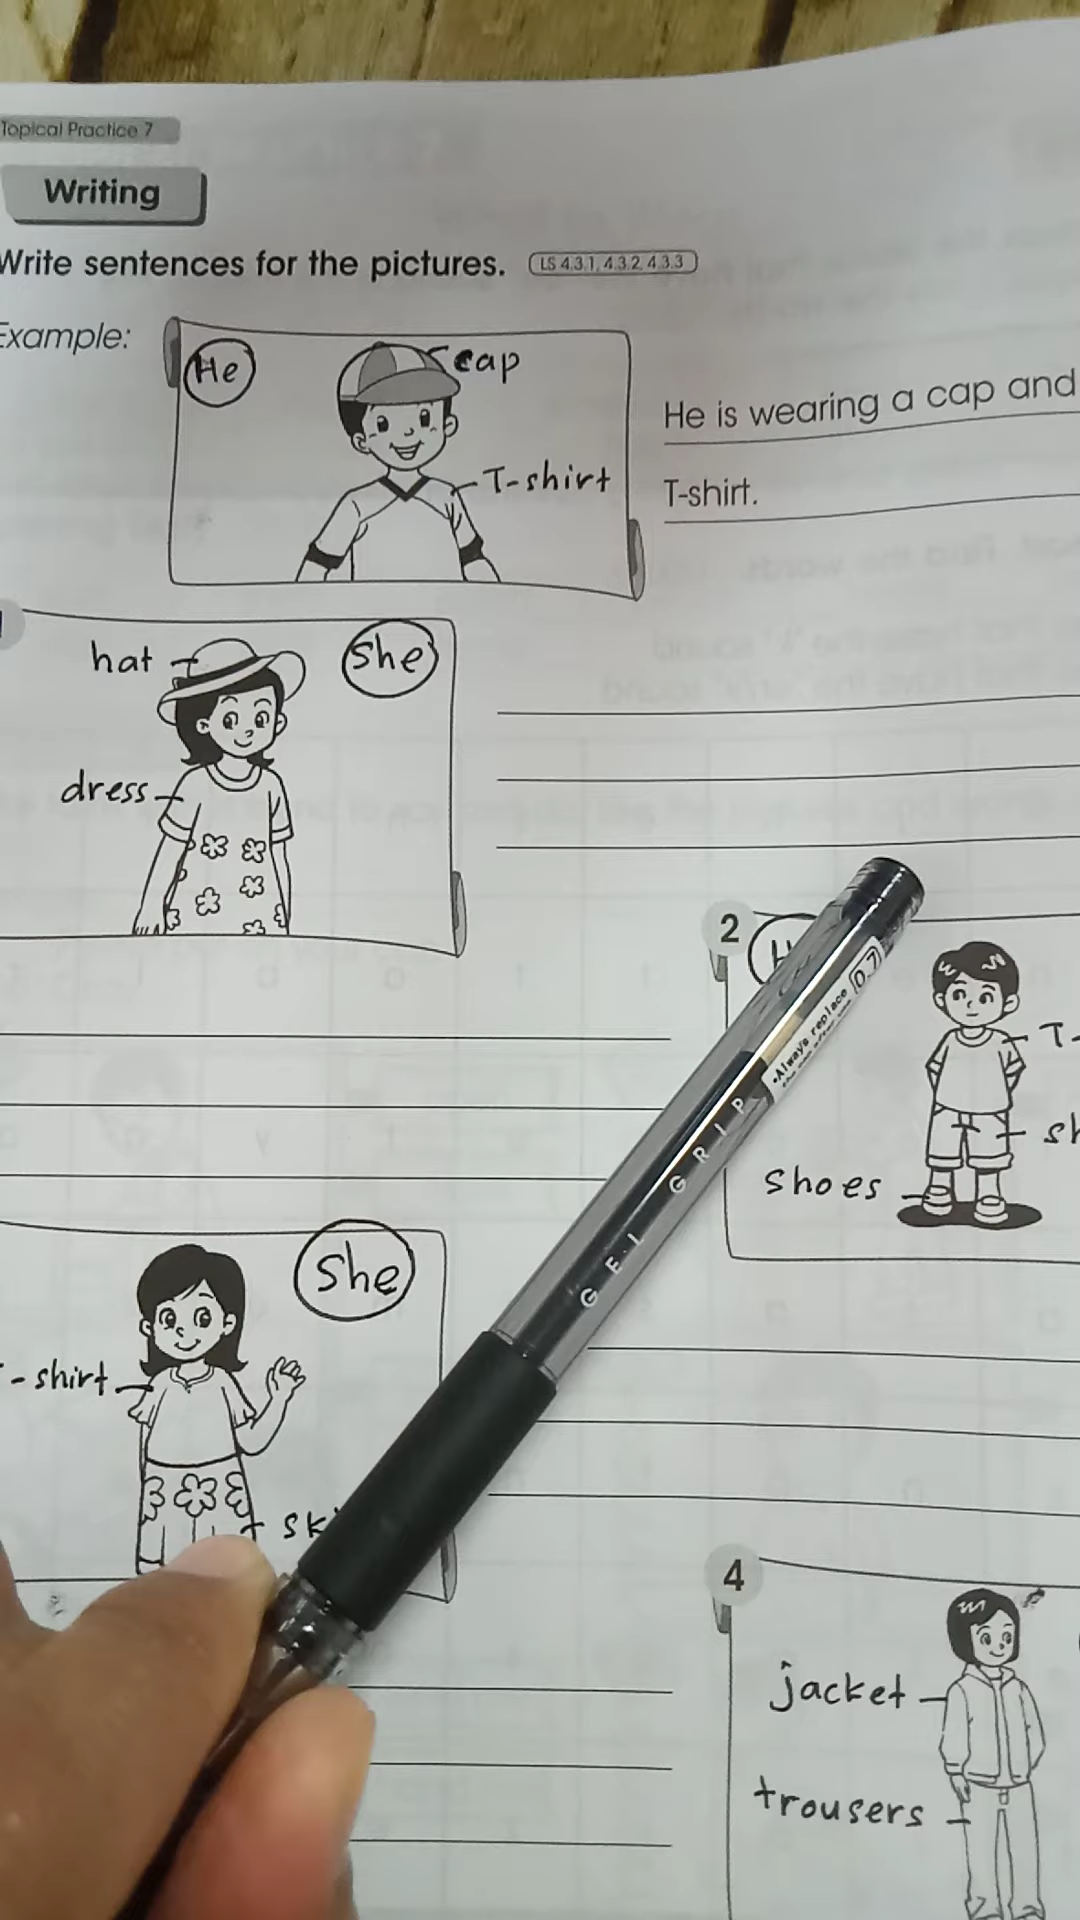 Topical Practice 7
Writing
Write sentences for the pictures. LS 4.3.1, 4.3.2, 4.3.3
Example:
He
cap
T-shirt
He is wearing a cap and
T-shirt.
hat
She
dress
2
T-
sh
shoes
She
-shirt
sk
4
jacket
trousers
GEL GRIP
•Always replace
0.7